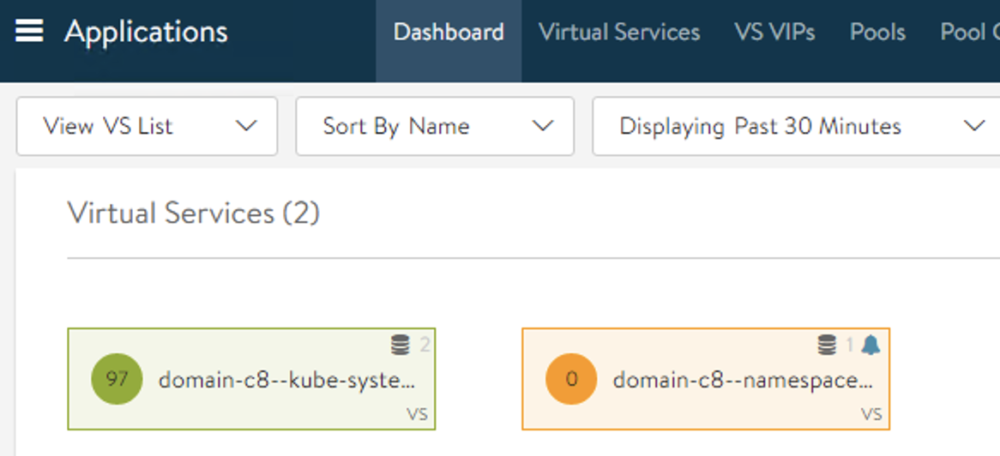 Applications
Dashboard Virtual Services VS VIPs Pools Pool
View VS List Sort By Name Displaying Past 30 Minutes
Virtual Services (2)
2
97 domain-c8--kube-syste...
VS
1
0 domain-c8--namespace...
VS